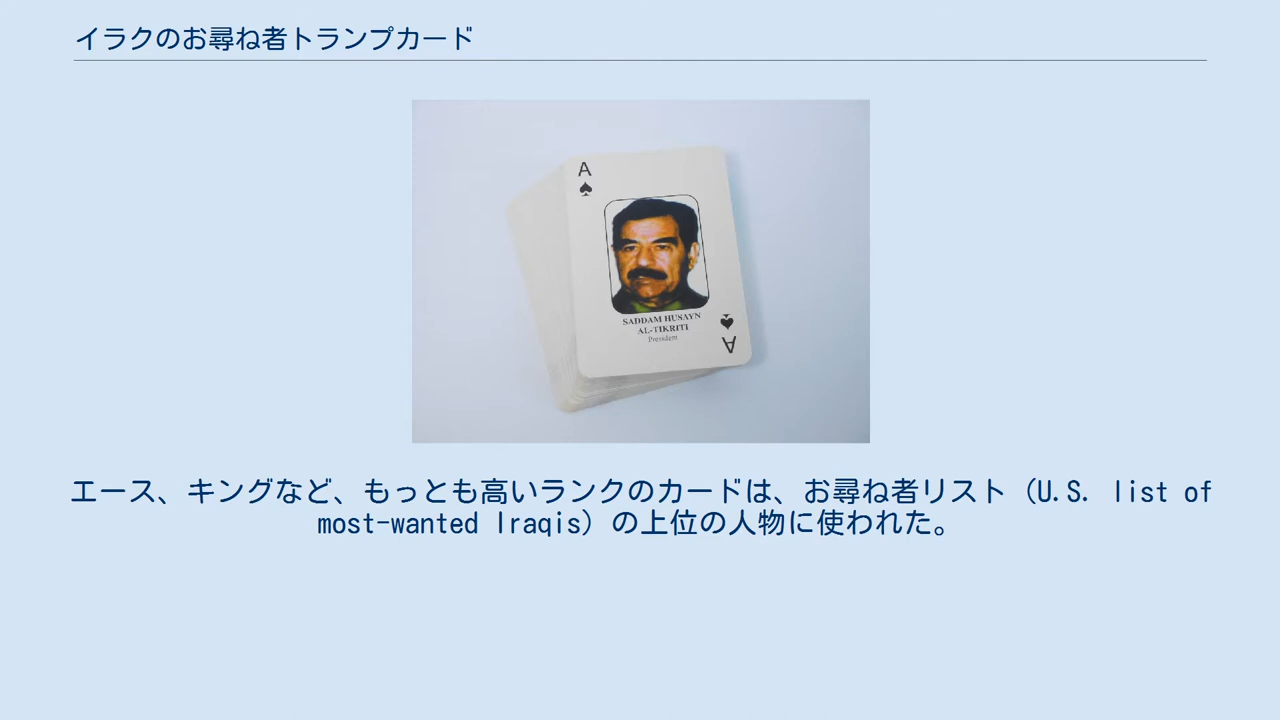 イラクのお尋ね者トランプカード
A
SADDAM HUSAYN
AL-TIKRITI
President
A
エース、キングなど、もっとも高いランクのカードは、お尋ね者リスト（U.S. list of
most-wanted Iraqis）の上位の人物に使われた。